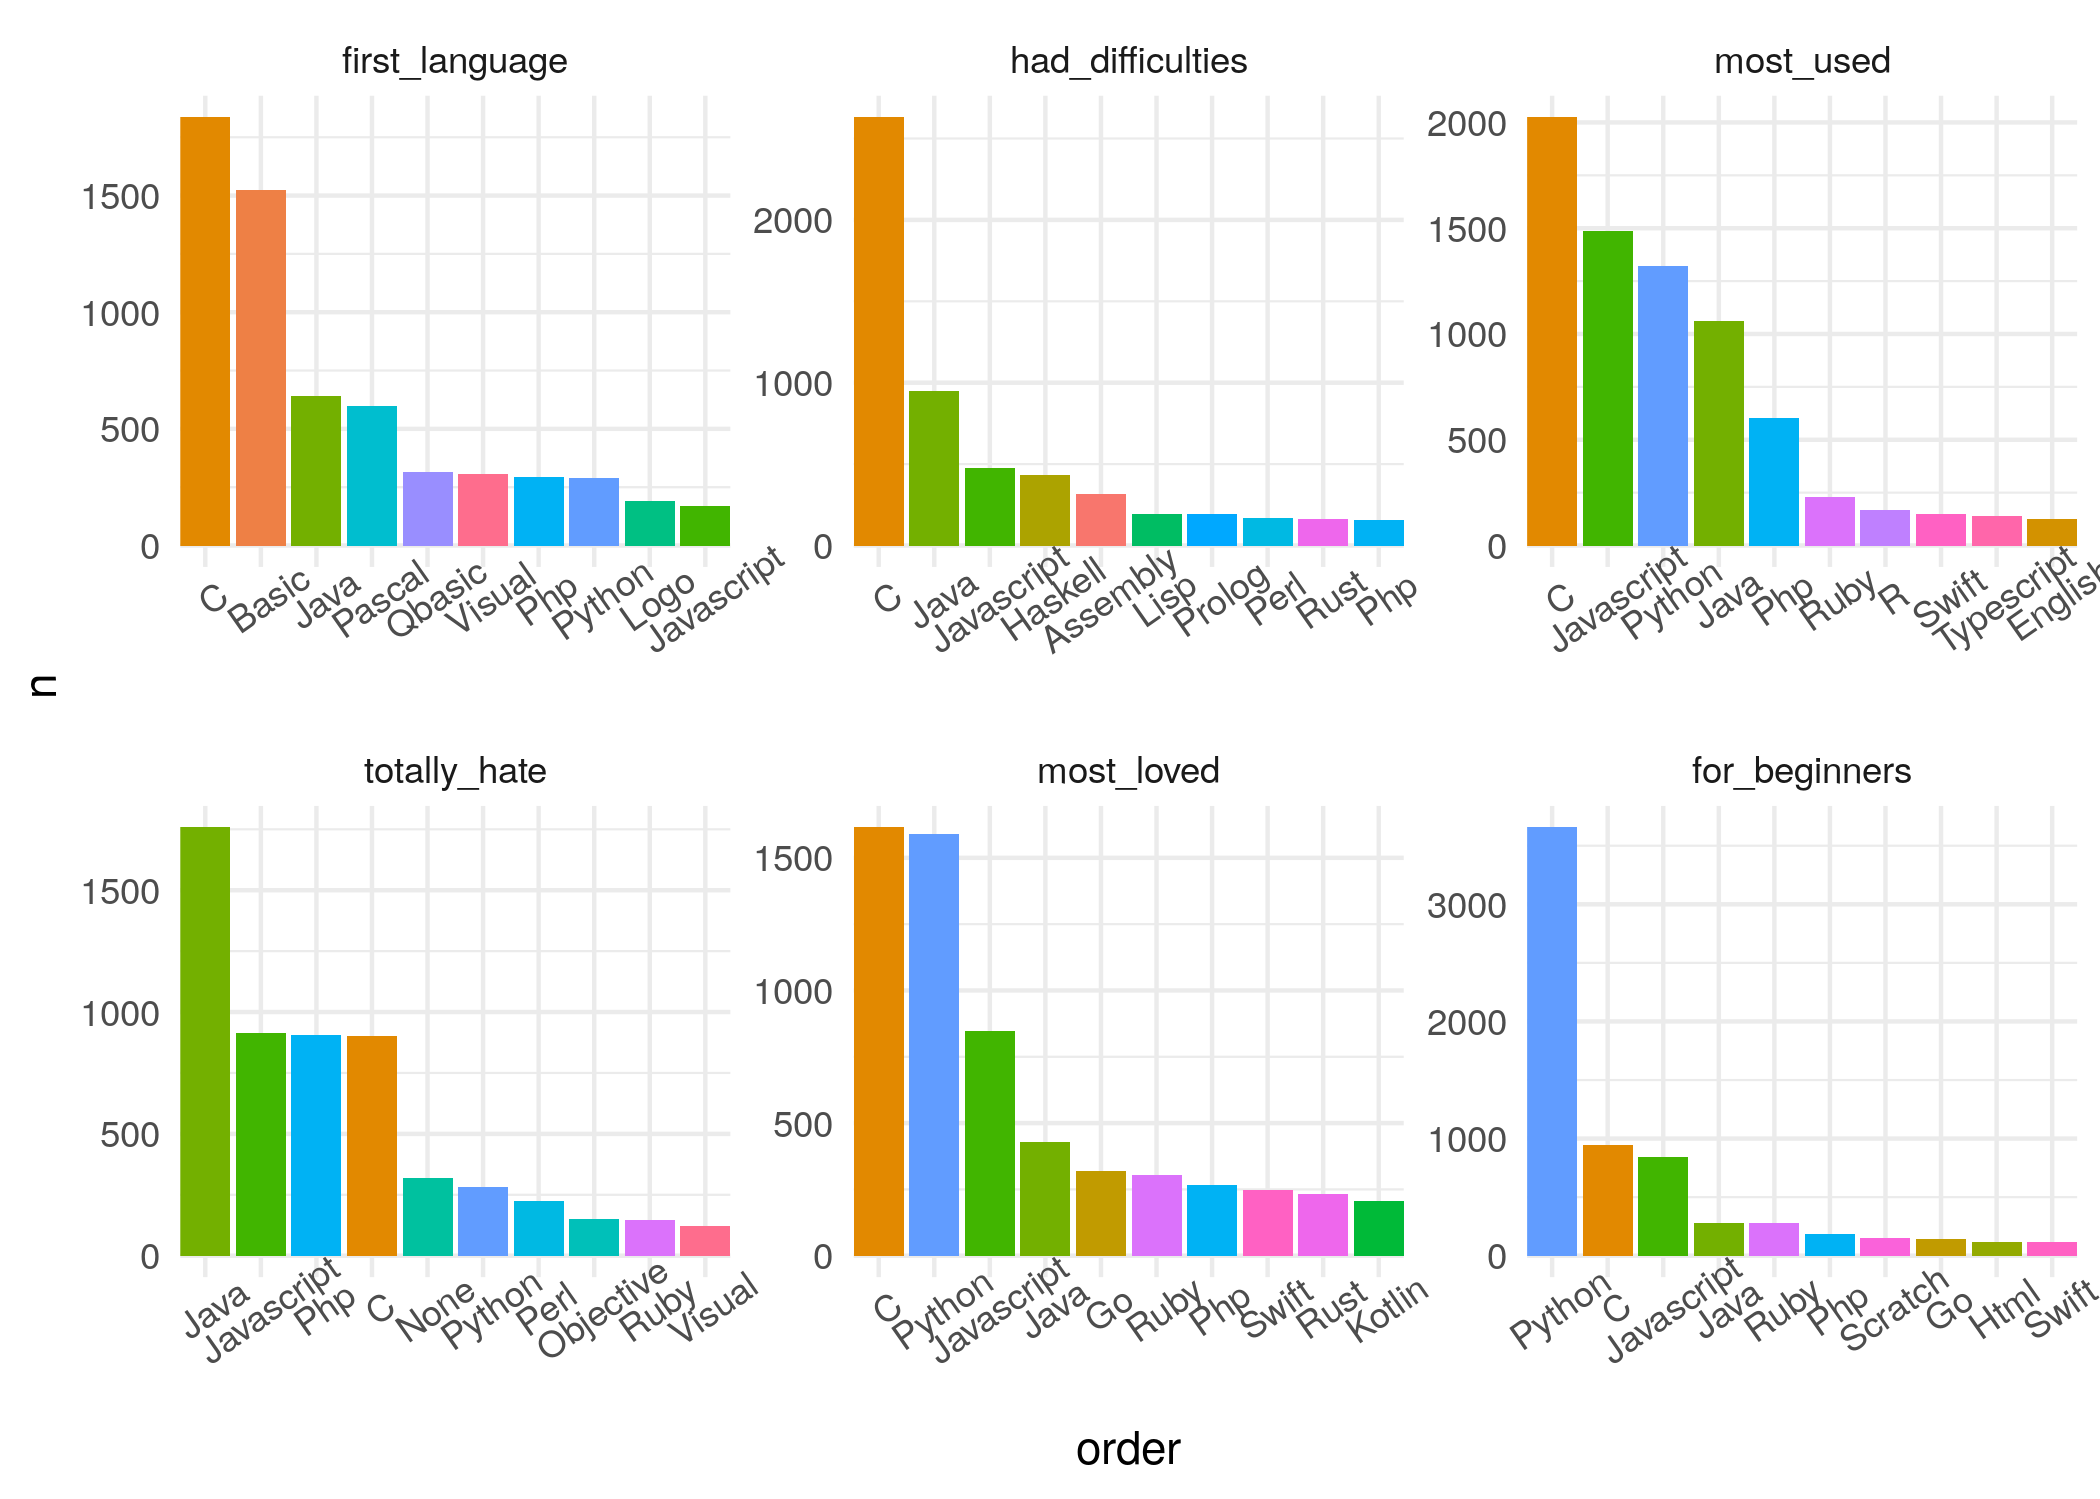 first_language
had_difficulties
most_used
1500
1000
500
0
2000
1000
0
2000
1500
1000
500
0
C
Basic
Java
Pascal
Qbasic
Visual
Php
Python
Logo
Javascript
C
Java
Javascript
Haskell
Assembly
Lisp
Prolog
Perl
Rust
Php
C
Javascript
Python
Java
Php
Ruby
R
Swift
Typescript
English
n
totally_hate
most_loved
for_beginners
1500
1000
500
0
1500
1000
500
0
3000
2000
1000
0
Java
Javascript
Php
C
None
Python
Perl
Objective
Ruby
Visual
C
Python
Javascript
Java
Go
Ruby
Php
Swift
Rust
Kotlin
Python
C
Javascript
Java
Ruby
Php
Scratch
Go
Html
Swift
order